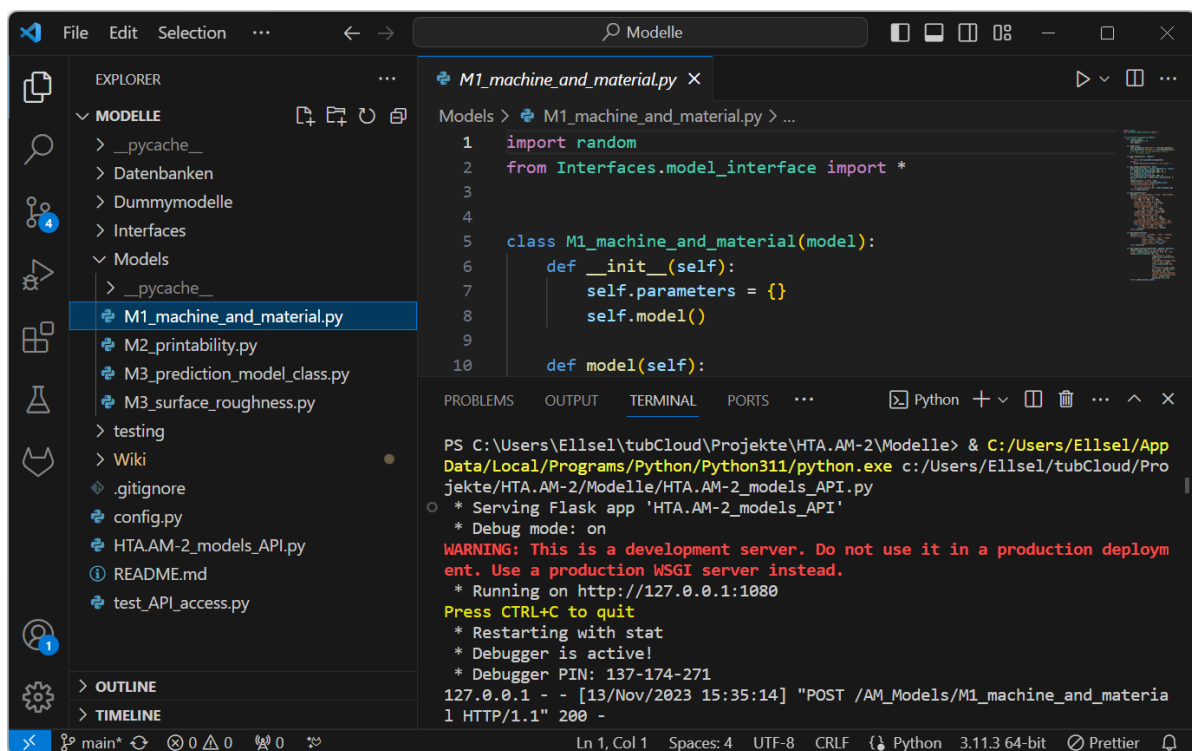 File Edit Selection ··· Modelle
EXPLORER ···
MODELLE
__pycache__
Datenbanken
Dummymodelle
Interfaces
Models
__pycache__
M1_machine_and_material.py
M2_printability.py
M3_prediction_model_class.py
M3_surface_roughness.py
testing
Wiki
.gitignore
config.py
HTA.AM-2_models_API.py
README.md
test_API_access.py
OUTLINE
TIMELINE
4
1
M1_machine_and_material.py
Models > M1_machine_and_material.py > ...
1 import random
2 from Interfaces.model_interface import *
3
4
5 class M1_machine_and_material(model):
6 def __init__(self):
7 self.parameters = {}
8 self.model()
9
10 def model(self):
PROBLEMS OUTPUT TERMINAL PORTS ··· Python
PS C:\Users\Ellsel\tubCloud\Projekte\HTA.AM-2\Modelle> & C:/Users/Ellsel/App
Data/Local/Programs/Python/Python311/python.exe c:/Users/Ellsel/tubCloud/Pro
jekte/HTA.AM-2/Modelle/HTA.AM-2_models_API.py
* Serving Flask app 'HTA.AM-2_models_API'
* Debug mode: on
WARNING: This is a development server. Do not use it in a production deploym
ent. Use a production WSGI server instead.
* Running on http://127.0.0.1:1080
Press CTRL+C to quit
* Restarting with stat
* Debugger is active!
* Debugger PIN: 137-174-271
127.0.0.1 - - [13/Nov/2023 15:35:14] "POST /AM_Models/M1_machine_and_materia
l HTTP/1.1" 200 -
main* 0 0 0 Ln 1, Col 1 Spaces: 4 UTF-8 CRLF Python 3.11.3 64-bit Prettier